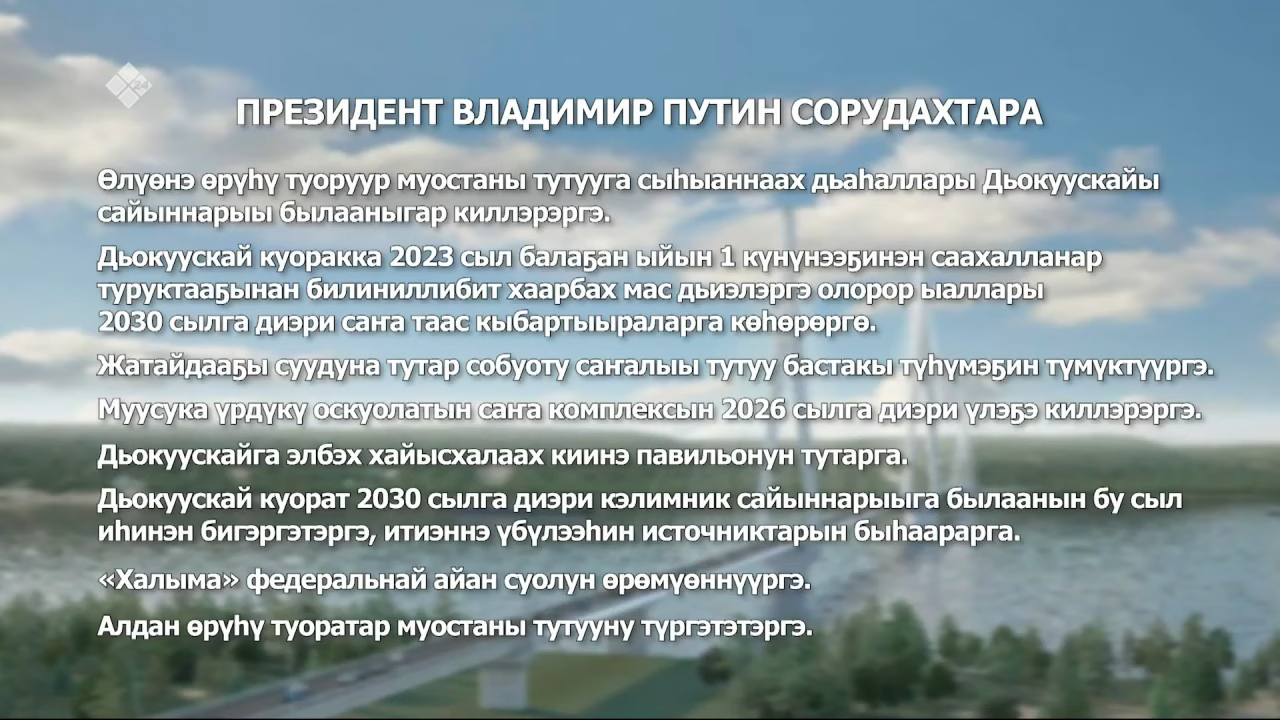 24
ПРЕЗИДЕНТ ВЛАДИМИР ПУТИН СОРУДАХТАРА
Өлүөнэ өрүһү туоруур муостаны тутууга сыһыаннаах дьаһаллары Дьокуускайы
сайыннарыы былааныгар киллэрэргэ.
Дьокуускай куоракка 2023 сыл балаҕан ыйын 1 күнүнээҕинэн саахалланар
туруктааҕынан билиниллибит хаарбах мас дьиэлэргэ олорор ыаллары
2030 сылга диэри саҥа таас кыбартыыраларга көһөрөргө.
Жатайдааҕы суудуна тутар собуоту саҥалыы тутуу бастакы түһүмэҕин түмүктүүргэ.
Муусука үрдүкү оскуолатын саҥа комплексын 2026 сылга диэри үлэҕэ киллэрэргэ.
Дьокуускайга элбэх хайысхалаах киинэ павильонун тутарга.
Дьокуускай куорат 2030 сылга диэри кэлимник сайыннарыыга былаанын бу сыл
иһинэн бигэргэтэргэ, итиэннэ үбүлээһин источниктарын быһаарарга.
«Халыма» федеральнай айан суолун өрөмүөннүүргэ.
Алдан өрүһү туоратар муостаны тутууну түргэтэтэргэ.